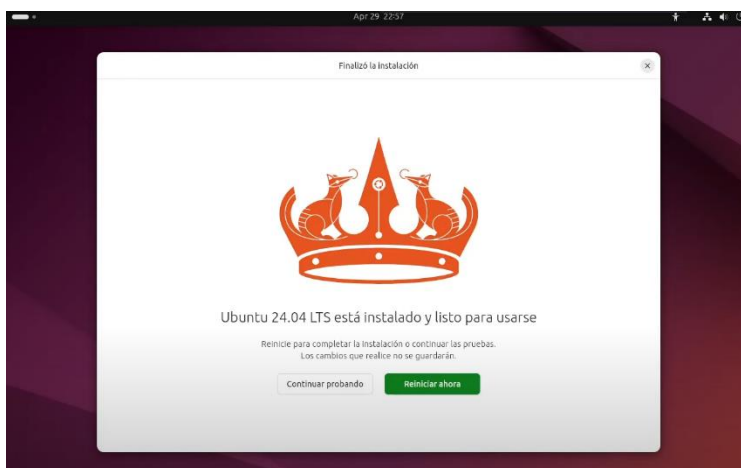 Apr 29 22:57
Finalizó la instalación
Ubuntu 24.04 LTS está instalado y listo para usarse
Reinicie para completar la instalación o continuar las pruebas.
Los cambios que realice no se guardarán.
Continuar probando
Reiniciar ahora